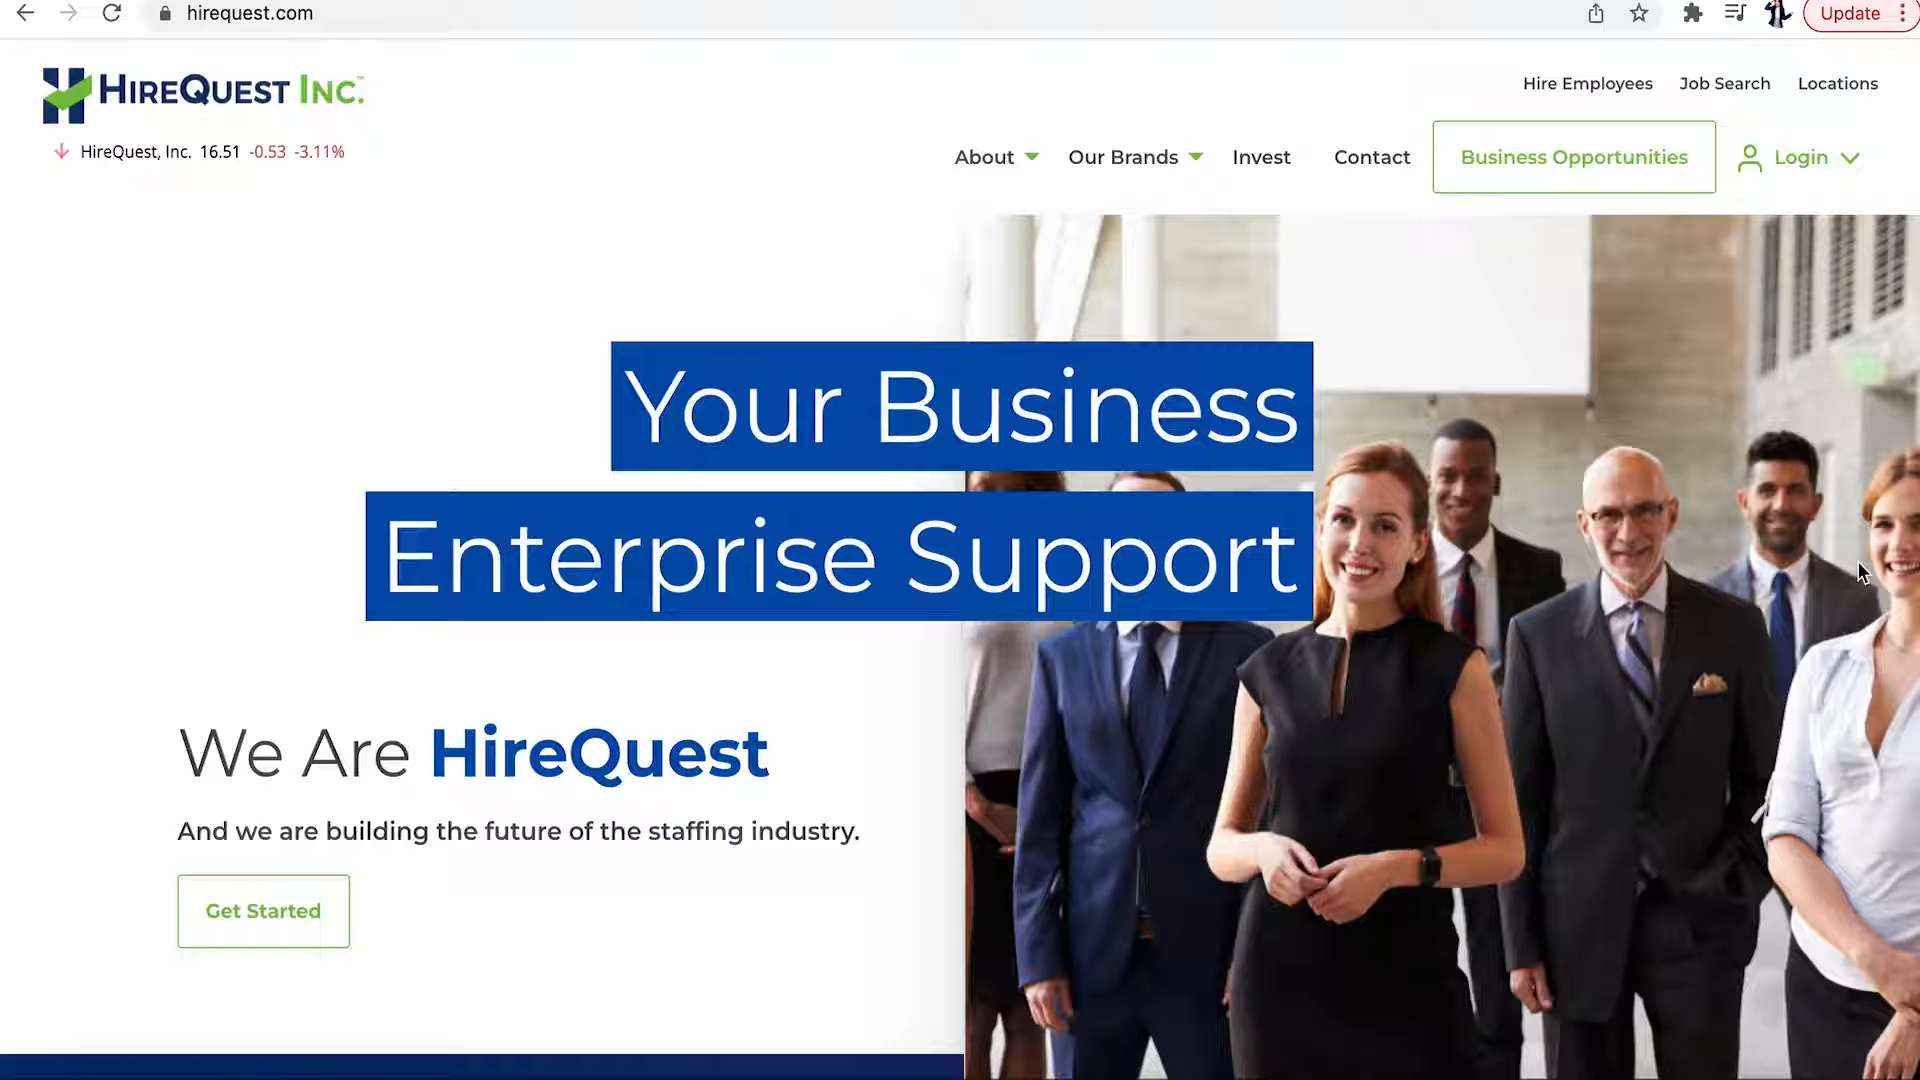 hirequest.com
Update
HIREQUEST INC.™
Hire Employees Job Search Locations
HireQuest, Inc. 16.51 -0.53 -3.11%
About Our Brands Invest Contact Business Opportunities Login
Your Business
Enterprise Support
We Are HireQuest
And we are building the future of the staffing industry.
Get Started